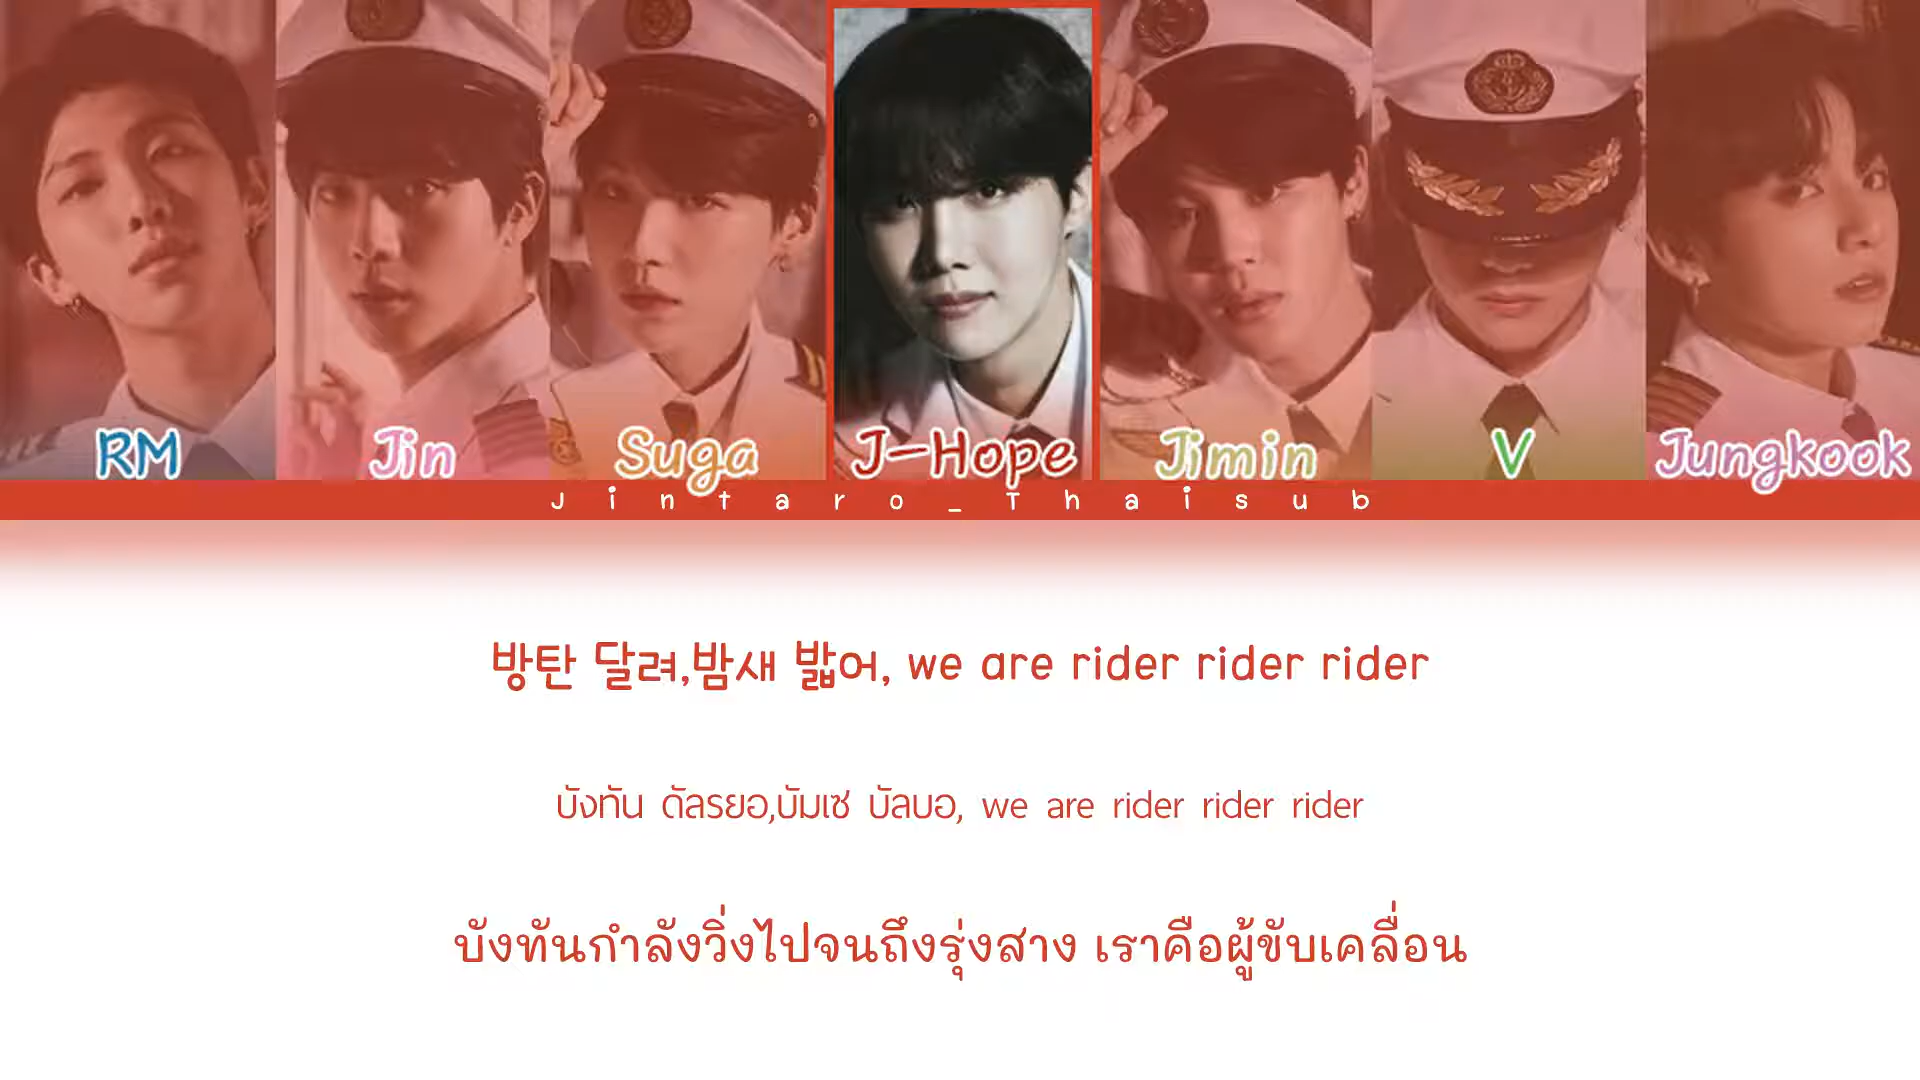 RM Jin Suga J-Hope Jimin V Jungkook
Jintaro_Thaisub
방탄 달려,밤새 밟어, we are rider rider rider
บังทัน ดัลรยอ,บัมเซ บัลบอ, we are rider rider rider
บังทันกำลังวิ่งไปจนถึงรุ่งสาง เราคือผู้ขับเคลื่อน